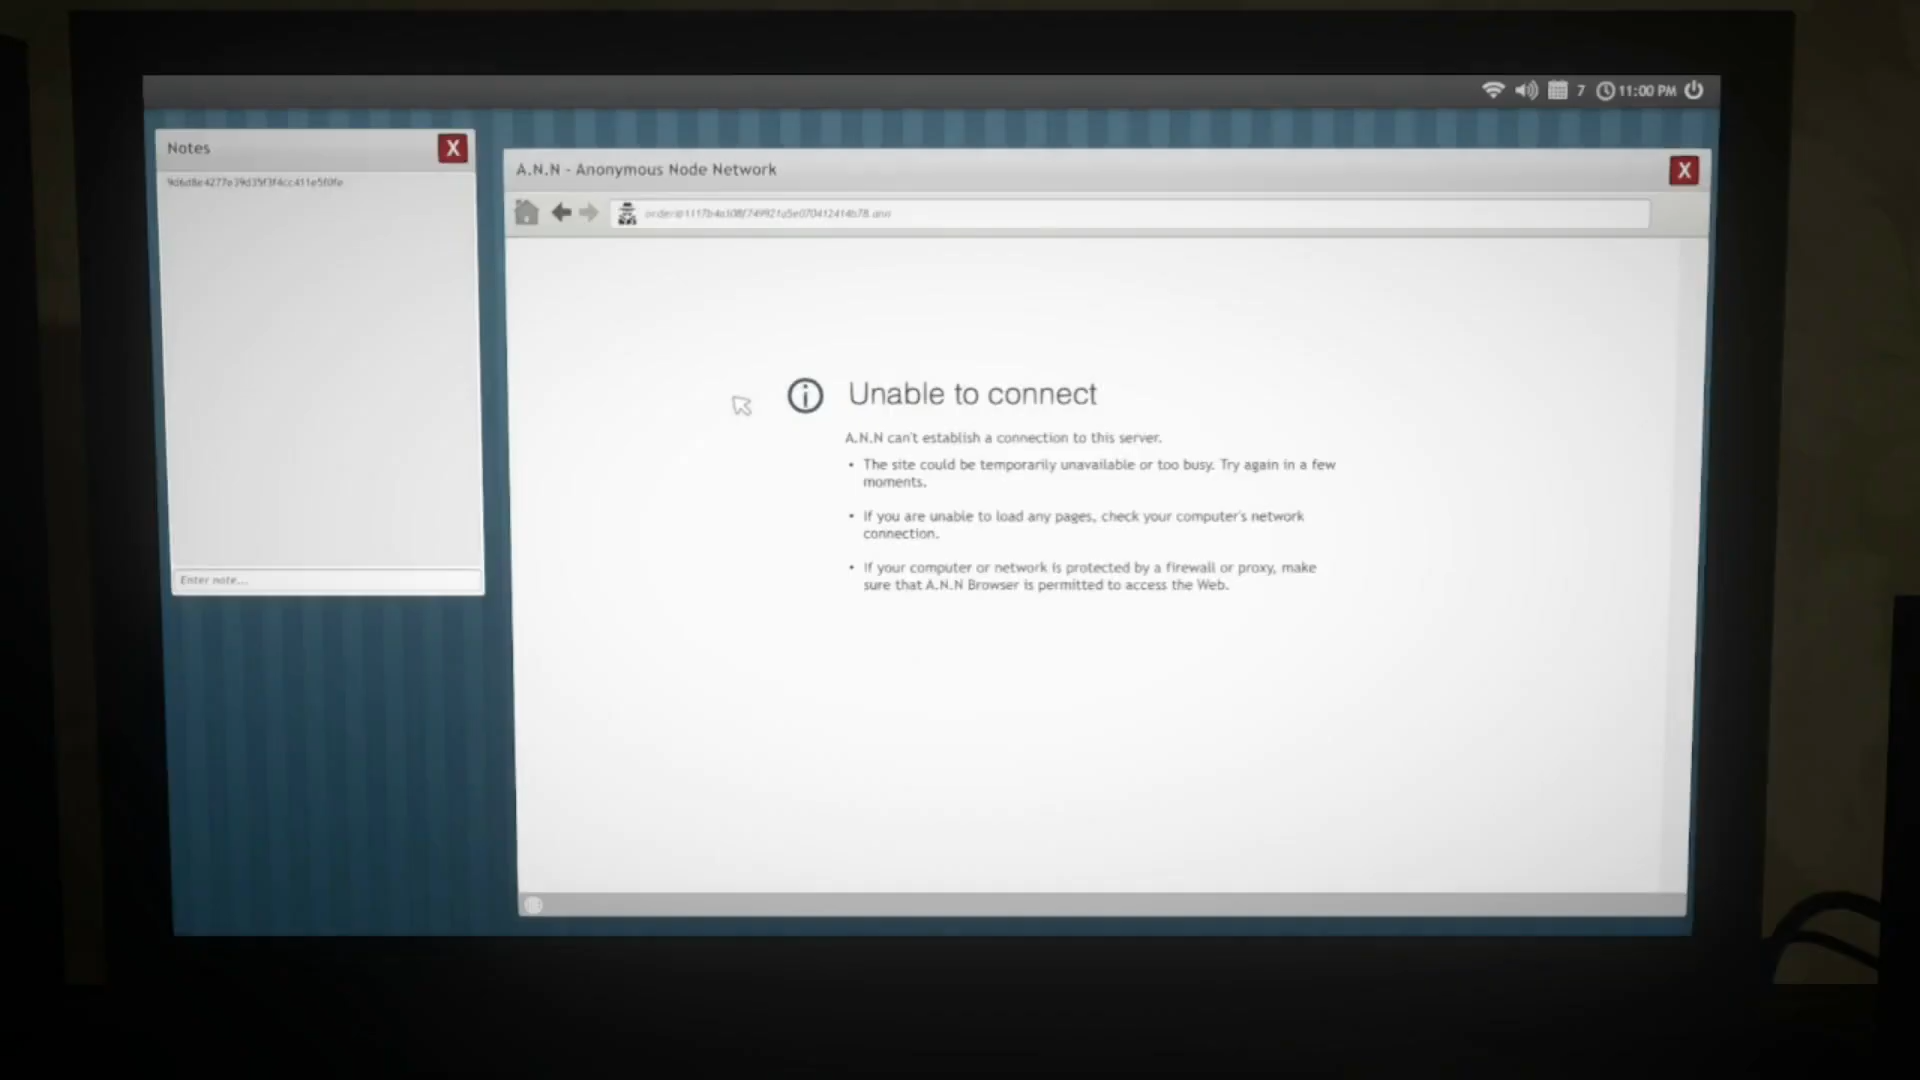 7 11:00 PM
Notes X
A.N.N - Anonymous Node Network X
Enter note...
Unable to connect
A.N.N can't establish a connection to this server.
• The site could be temporarily unavailable or too busy. Try again in a few
moments.
• If you are unable to load any pages, check your computer's network
connection.
• If your computer or network is protected by a firewall or proxy, make
sure that A.N.N Browser is permitted to access the Web.